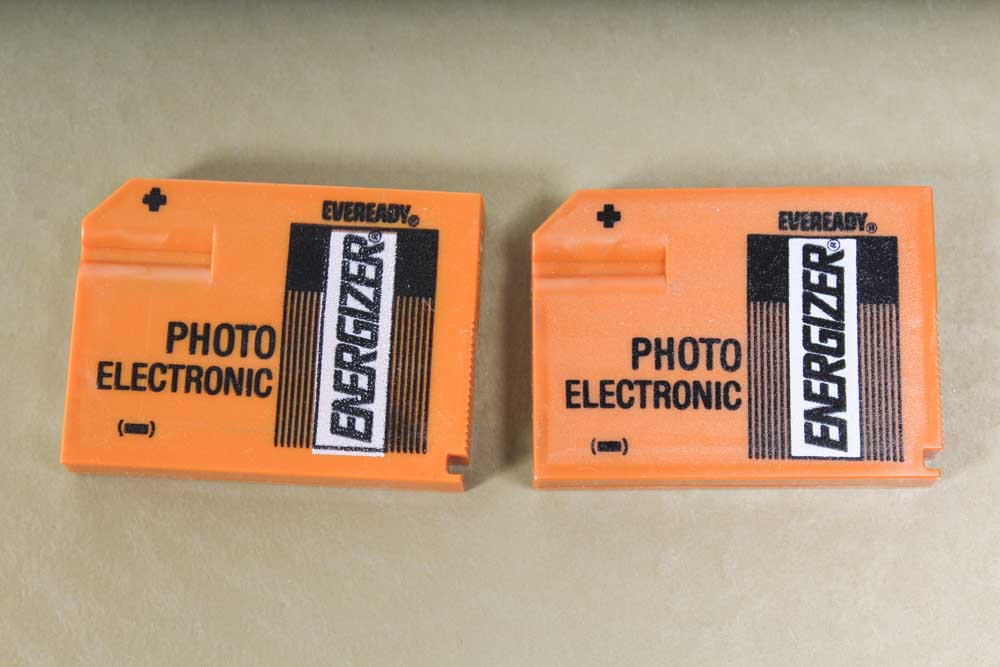 +
EVEREADY®
ENERGIZER®
PHOTO
ELECTRONIC
(-)
+
EVEREADY®
ENERGIZER®
PHOTO
ELECTRONIC
(-)